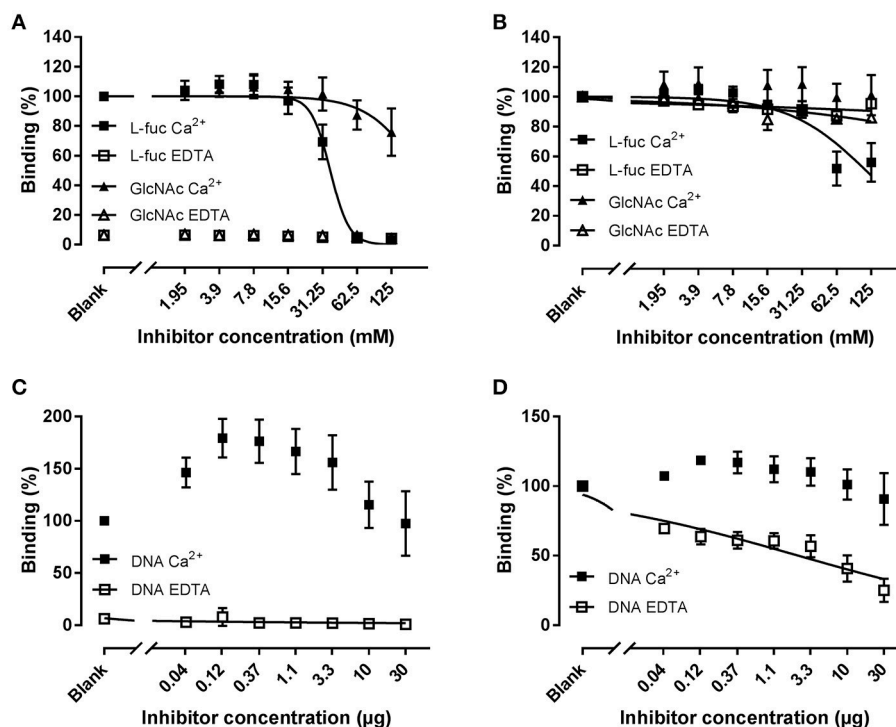 A
140
120
100
80
60
40
20
0
Binding (%)
L-fuc Ca²⁺
L-fuc EDTA
GlcNAc Ca²⁺
GlcNAc EDTA
Blank
1.95
3.9
7.8
15.6
31.25
62.5
125
Inhibitor concentration (mM)
B
140
120
100
80
60
40
20
0
Binding (%)
L-fuc Ca²⁺
L-fuc EDTA
GlcNAc Ca²⁺
GlcNAc EDTA
Blank
1.95
3.9
7.8
15.6
31.25
62.5
125
Inhibitor concentration (mM)
C
200
150
100
50
0
Binding (%)
DNA Ca²⁺
DNA EDTA
Blank
0.04
0.12
0.37
1.1
3.3
10
30
Inhibitor concentration (µg)
D
150
100
50
0
Binding (%)
DNA Ca²⁺
DNA EDTA
Blank
0.04
0.12
0.37
1.1
3.3
10
30
Inhibitor concentration (µg)